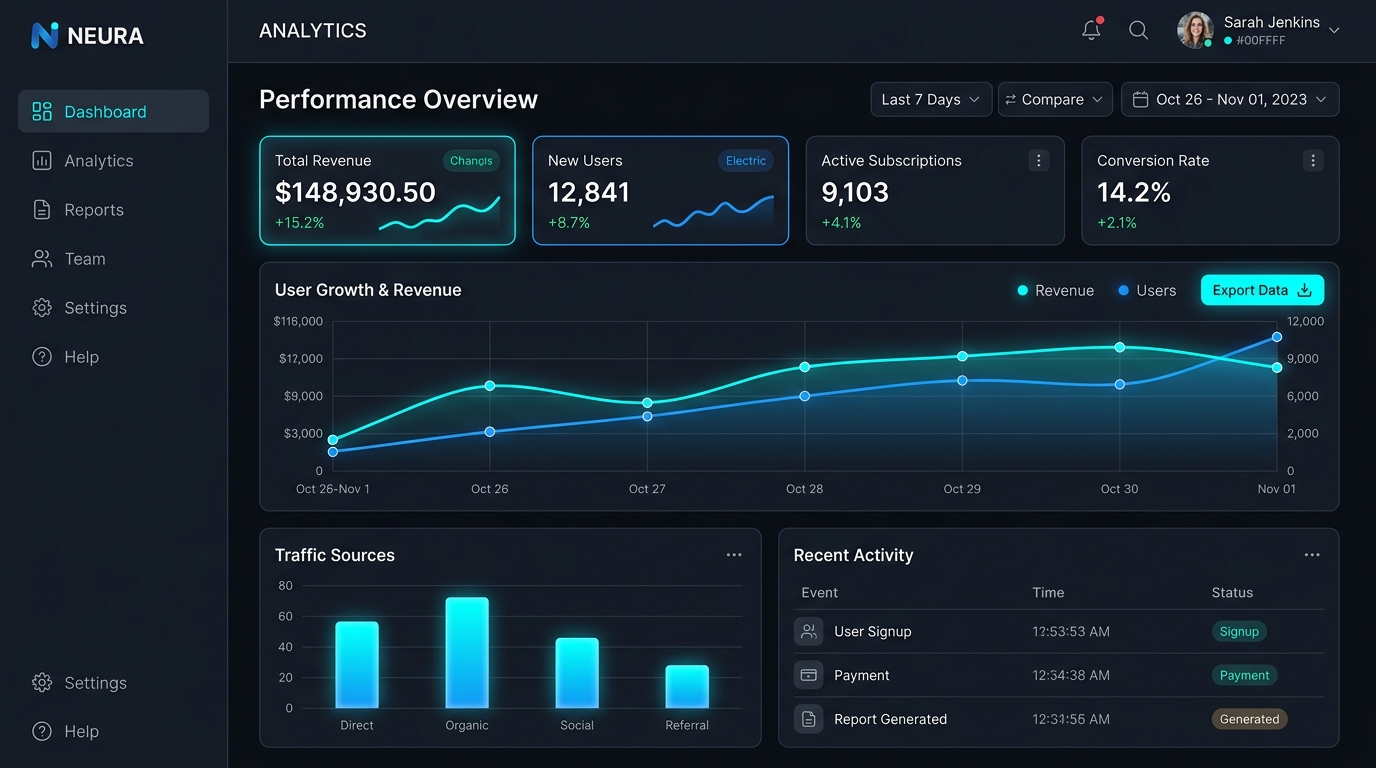 NEURA
ANALYTICS
Sarah Jenkins
#00FFFF
Dashboard
Analytics
Reports
Team
Settings
Help
Settings
Help
Performance Overview
Last 7 Days
Compare
Oct 26 - Nov 01, 2023
Total Revenue
Changis
$148,930.50
+15.2%
New Users
Electric
12,841
+8.7%
Active Subscriptions
9,103
+4.1%
Conversion Rate
14.2%
+2.1%
User Growth & Revenue
Revenue
Users
Export Data
$116,000
$12,000
$9,000
$3,000
0
12,000
9,000
6,000
2,000
0
Oct 26-Nov 1
Oct 26
Oct 27
Oct 28
Oct 29
Oct 30
Nov 01
Traffic Sources
80
60
40
20
0
Direct
Organic
Social
Referral
Recent Activity
Event Time Status
User Signup 12:53:53 AM Signup
Payment 12:34:38 AM Payment
Report Generated 12:31:55 AM Generated